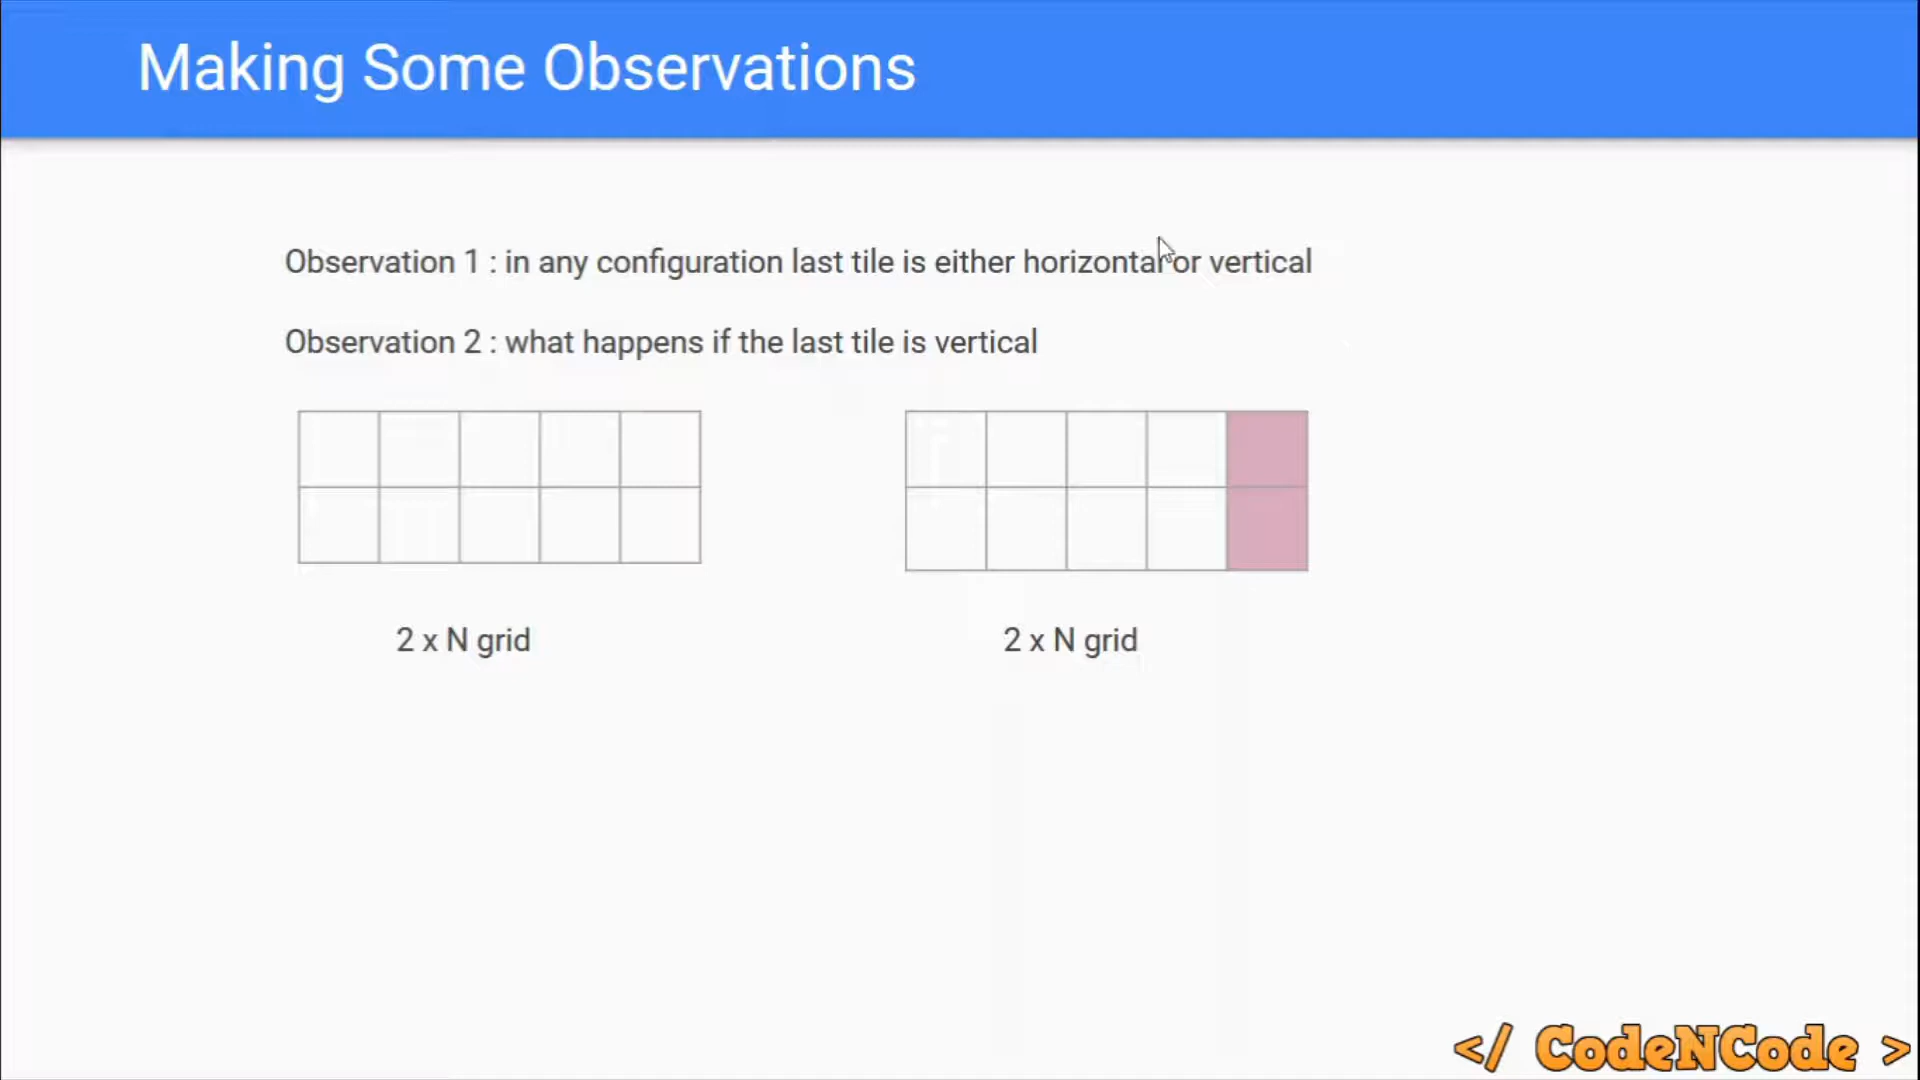 Making Some Observations
Observation 1 : in any configuration last tile is either horizontal or vertical
Observation 2 : what happens if the last tile is vertical
2 x N grid
2 x N grid
</ CodeNCode >